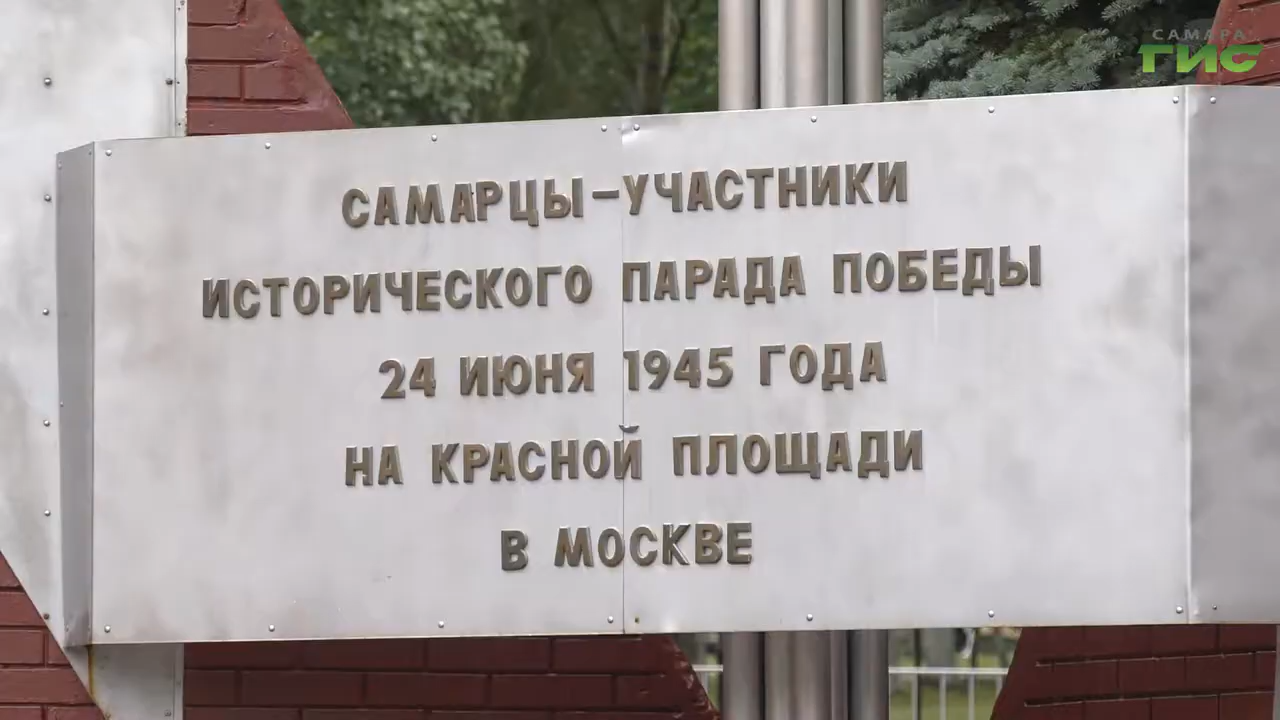 САМАРА
ГИС
САМАРЦЫ-УЧАСТНИКИ
ИСТОРИЧЕСКОГО ПАРАДА ПОБЕДЫ
24 ИЮНЯ 1945 ГОДА
НА КРАСНОЙ ПЛОЩАДИ
В МОСКВЕ